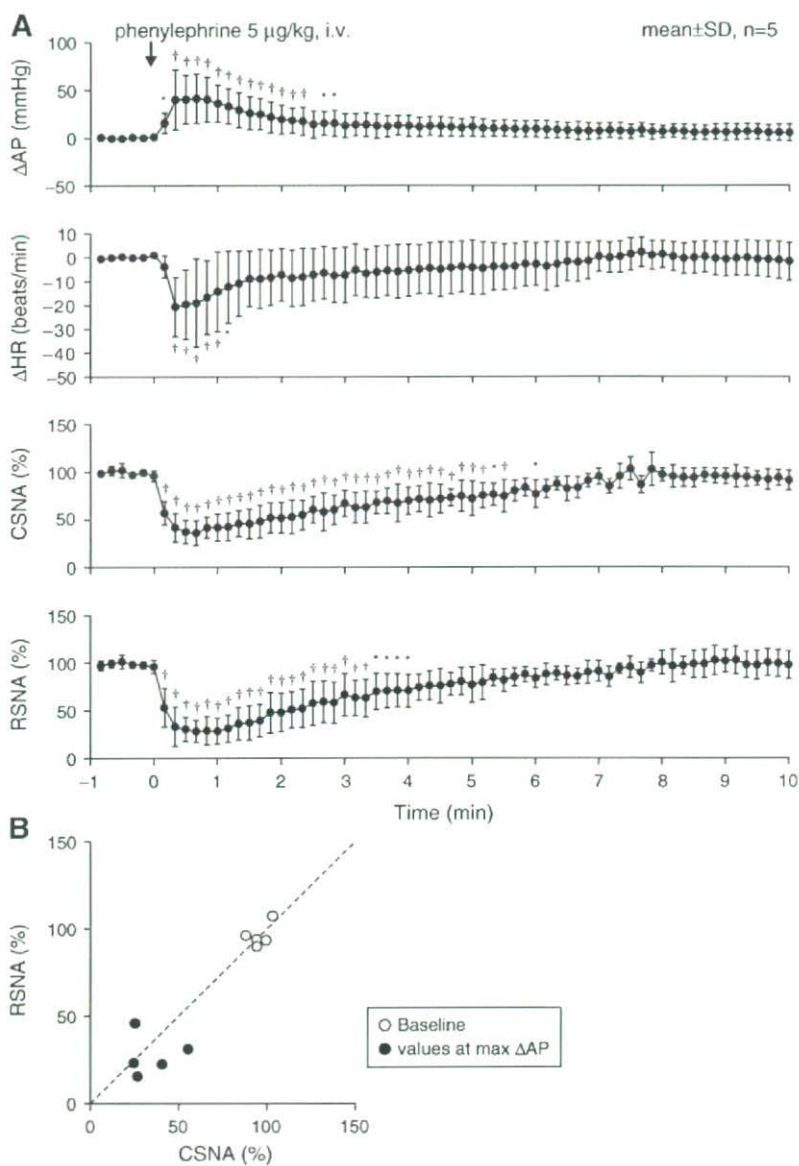 A
phenylephrine 5 μg/kg, i.v.
mean±SD, n=5
ΔAP (mmHg)
100
50
0
−50
† † † † † † † † † † † † †
ΔHR (beats/min)
10
0
−10
−20
−30
−40
−50
† † † † †
CSNA (%)
150
100
50
0
RSNA (%)
150
100
50
0
−1 0 1 2 3 4 5 6 7 8 9 10
Time (min)
B
RSNA (%)
150
100
50
0
0 50 100 150
CSNA (%)
Baseline
values at max ΔAP